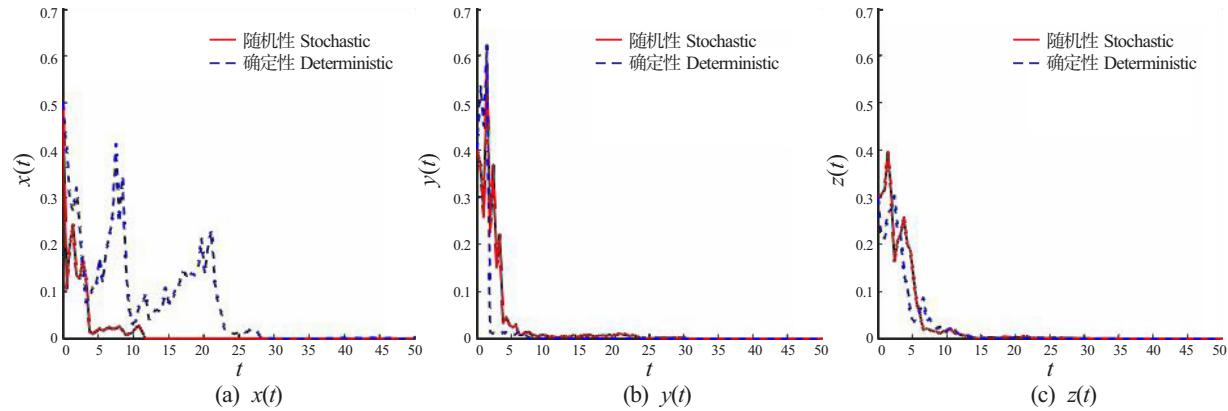 0.7
0.6
0.5
0.4
0.3
0.2
0.1
0
x(t)
随机性 Stochastic
确定性 Deterministic
0 5 10 15 20 25 30 35 40 45 50
t
(a) x(t)
0.7
0.6
0.5
0.4
0.3
0.2
0.1
0
y(t)
随机性 Stochastic
确定性 Deterministic
0 5 10 15 20 25 30 35 40 45 50
t
(b) y(t)
0.7
0.6
0.5
0.4
0.3
0.2
0.1
0
z(t)
随机性 Stochastic
确定性 Deterministic
0 5 10 15 20 25 30 35 40 45 50
t
(c) z(t)